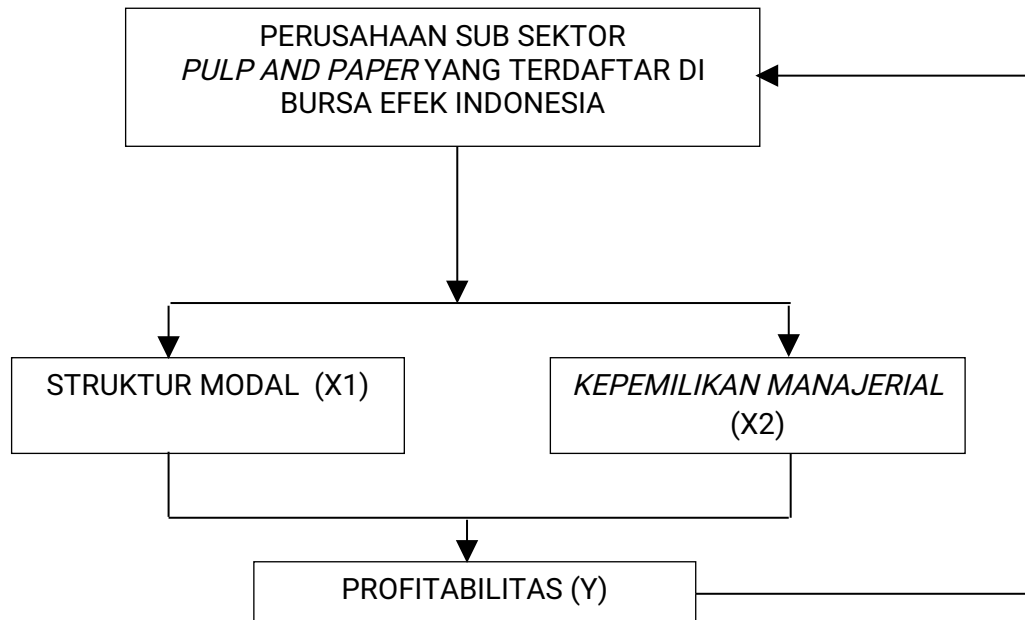 PERUSAHAAN SUB SEKTOR
PULP AND PAPER YANG TERDAFTAR DI
BURSA EFEK INDONESIA
STRUKTUR MODAL (X1)
KEPEMILIKAN MANAJERIAL
(X2)
PROFITABILITAS (Y)